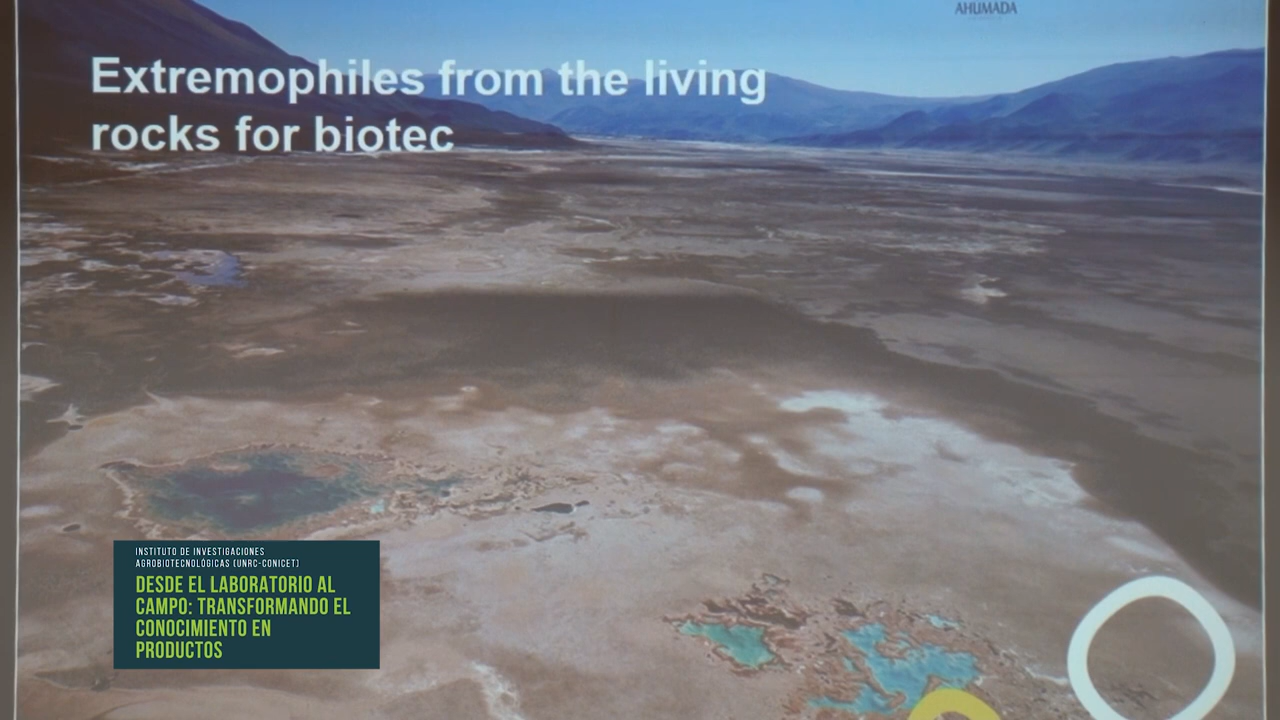 AHUMADA
Extremophiles from the living
rocks for biotec
INSTITUTO DE INVESTIGACIONES
AGROBIOTECNOLÓGICAS (UNRC-CONICET)
DESDE EL LABORATORIO AL
CAMPO: TRANSFORMANDO EL
CONOCIMIENTO EN
PRODUCTOS